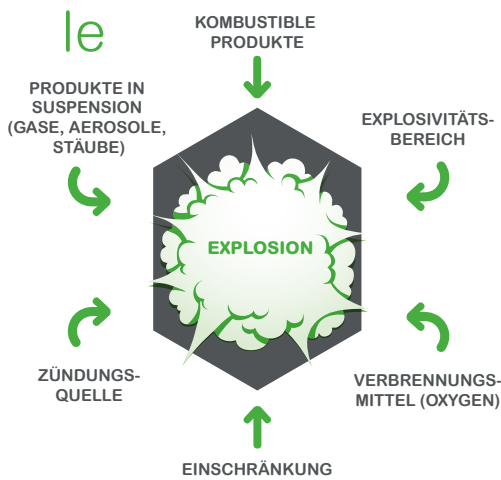 le
KOMBUSTIBLE
PRODUKTE
PRODUKTE IN
SUSPENSION
(GASE, AEROSOLE,
STÄUBE)
EXPLOSIVITÄTS-
BEREICH
EXPLOSION
ZÜNDUNGS-
QUELLE
VERBRENNUNGS-
MITTEL (OXYGEN)
EINSCHRÄNKUNG